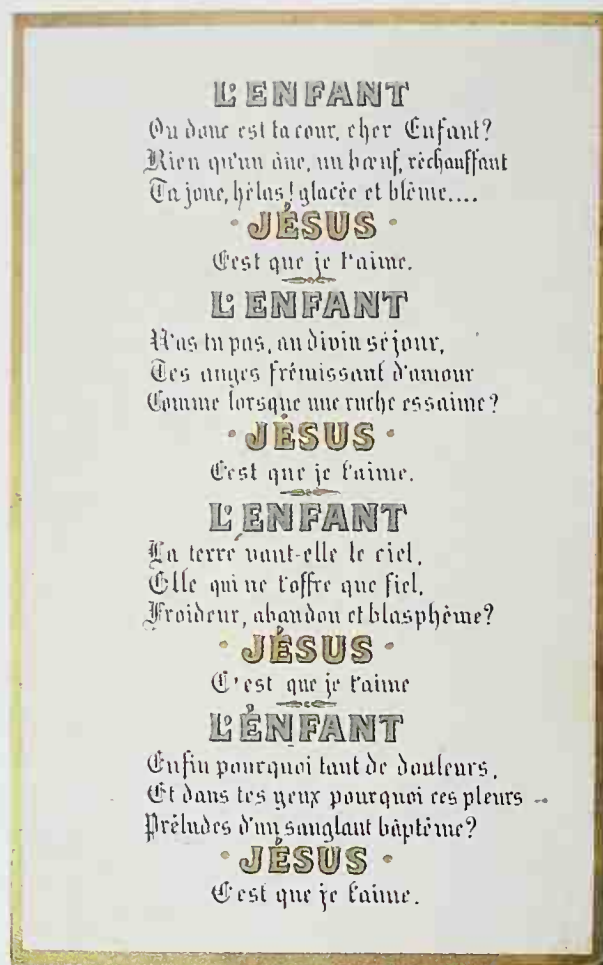 L'ENFANT
Ou donc est ta cour, cher Enfant?
Rien qu'un âne, un bœuf, réchauffant
Ta joue, hélas! glacée et blême....
· JÉSUS ·
C'est que je t'aime.
L'ENFANT
N'as tu pas, au divin séjour,
Tes anges frémissant d'amour
Comme lorsque une ruche essaime?
· JÉSUS ·
C'est que je t'aime.
L'ENFANT
La terre vaut-elle le ciel,
Elle qui ne t'offre que fiel,
Froideur, abandon et blasphème?
· JÉSUS ·
C'est que je t'aime
L'ENFANT
Enfin pourquoi tant de douleurs,
Et dans tes yeux pourquoi ces pleurs --
Préludes d'un sanglant baptême?
· JÉSUS ·
C'est que je t'aime.